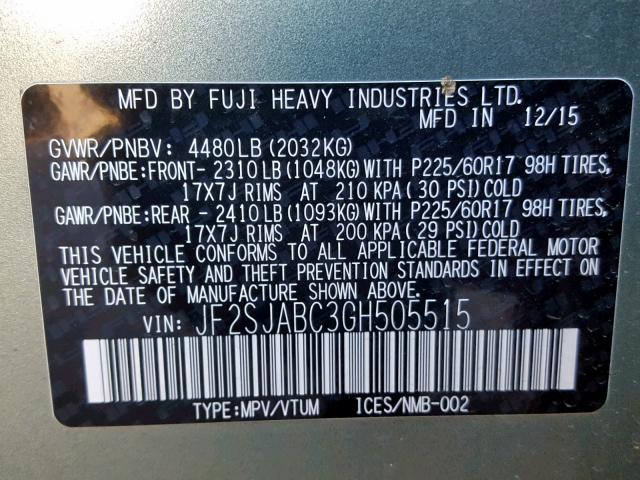 MFD BY FUJI HEAVY INDUSTRIES LTD.
MFD IN 12/15
GVWR/PNBV: 4480LB (2032KG)
GAWR/PNBE:FRONT- 2310LB(1048KG)WITH P225/60R17 98H TIRES,
17X7J RIMS AT 210 KPA(30 PSI)COLD
GAWR/PNBE:REAR - 2410LB(1093KG)WITH P225/60R17 98H TIRES,
17X7J RIMS AT 200 KPA(29 PSI)COLD
THIS VEHICLE CONFORMS TO ALL APPLICABLE FEDERAL MOTOR
VEHICLE SAFETY AND THEFT PREVENTION STANDARDS IN EFFECT ON
THE DATE OF MANUFACTURE SHOWN ABOVE.
VIN: JF2SJABC3GH505515
TYPE:MPV/VTUM ICES/NMB-002